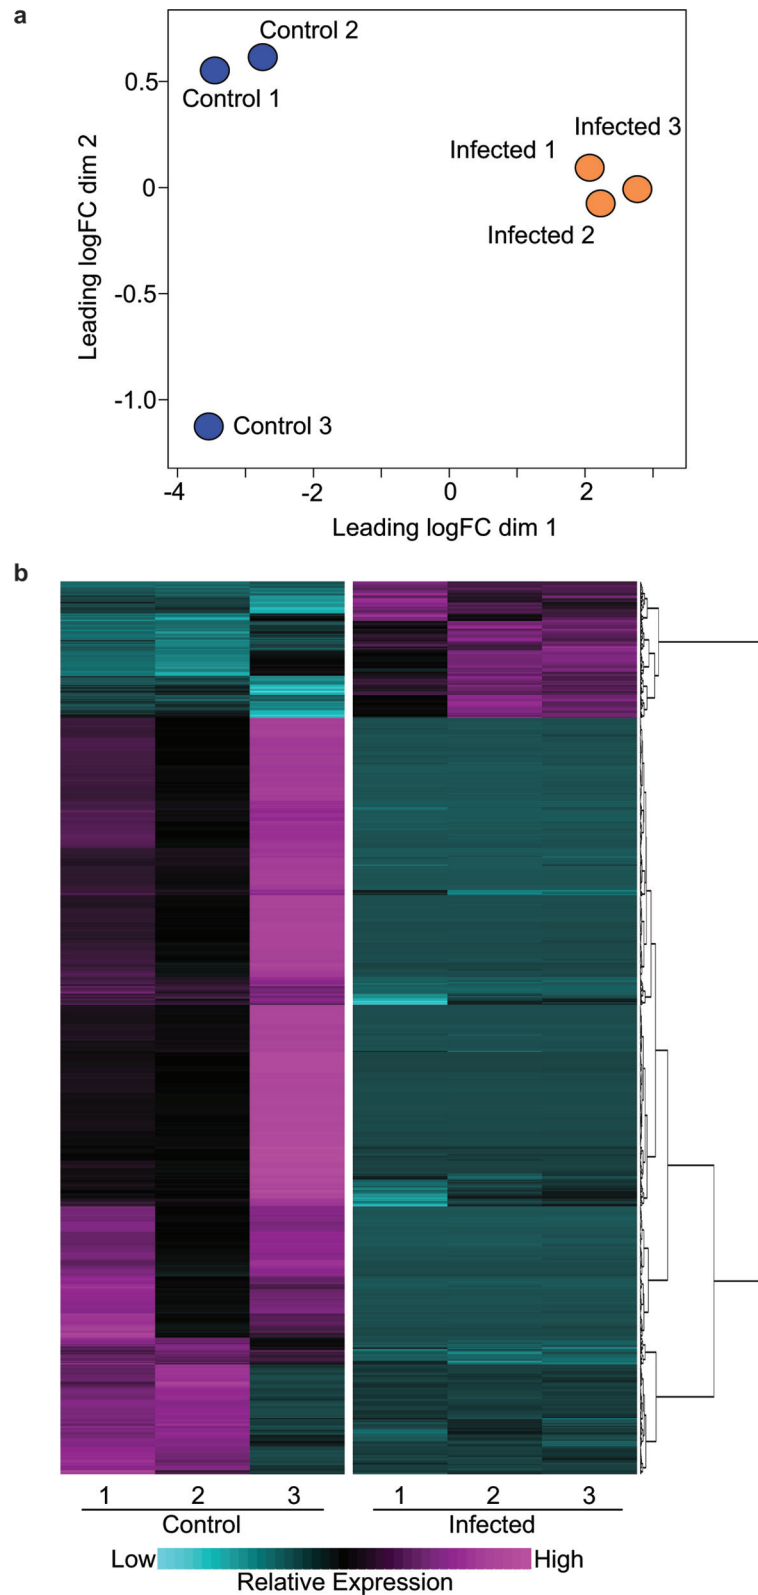 a
Control 2
Control 1
Infected 3
Infected 1
Infected 2
Control 3
Leading logFC dim 2
0.5
0
-0.5
-1.0
-4
-2
0
2
Leading logFC dim 1
b
1 2 3 1 2 3
Control Infected
Low High
Relative Expression